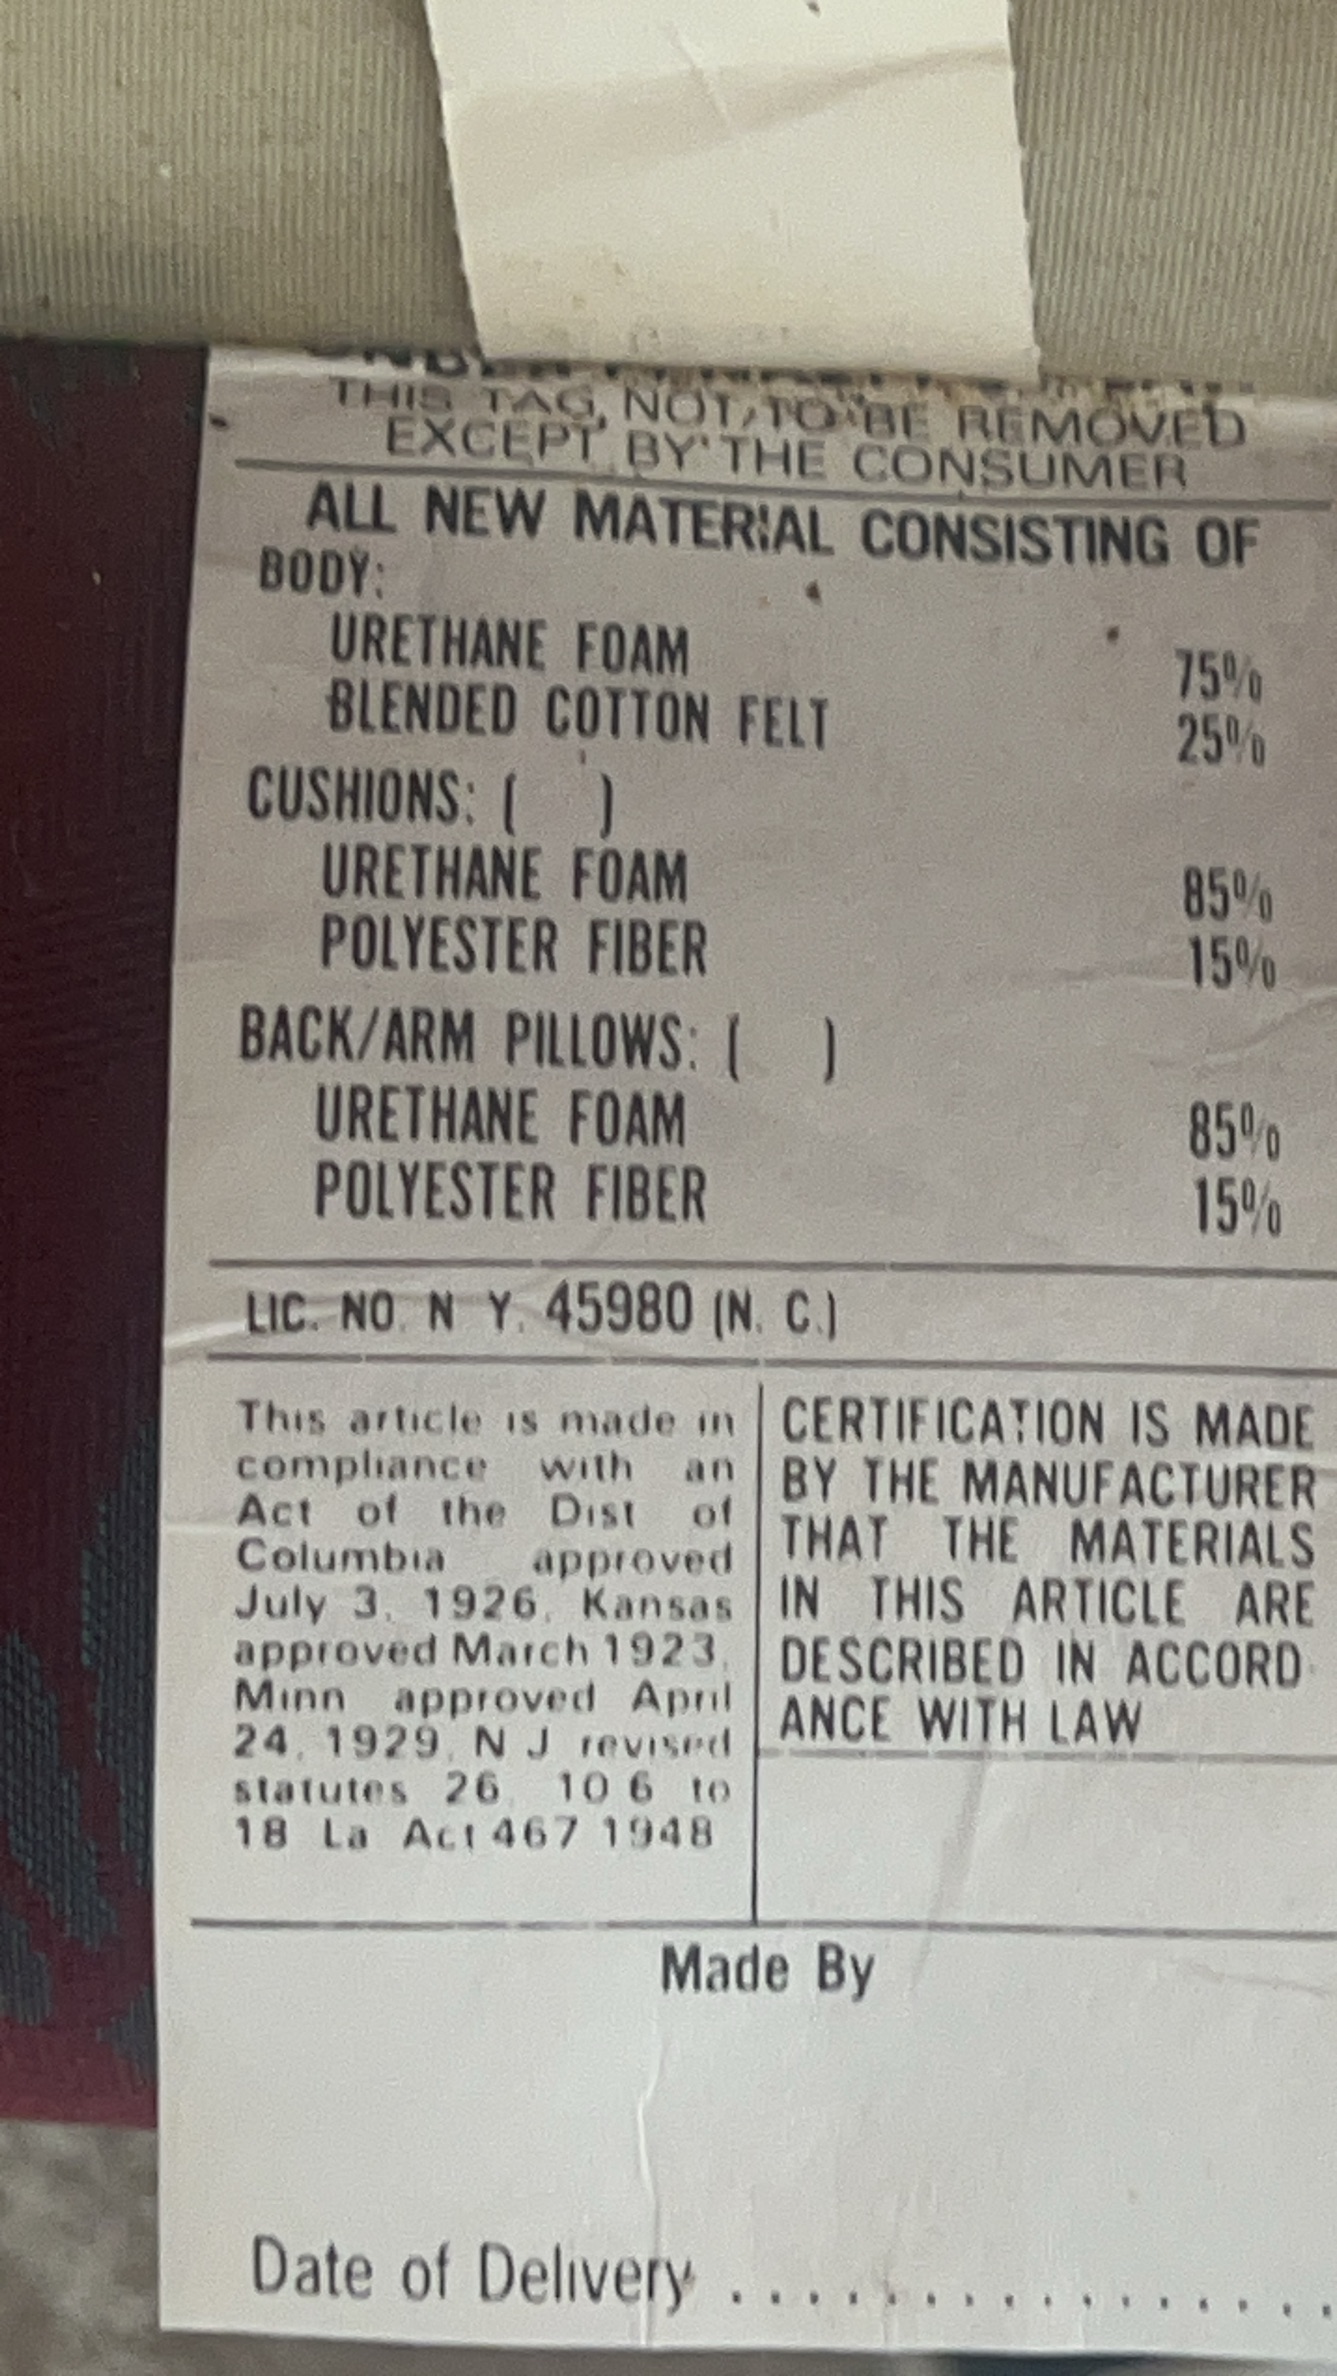 UNDER PENALTY OF LAW
THIS TAG NOT TO BE REMOVED
EXCEPT BY THE CONSUMER
ALL NEW MATERIAL CONSISTING OF
BODY:
URETHANE FOAM 75%
BLENDED COTTON FELT 25%
CUSHIONS: ( )
URETHANE FOAM 85%
POLYESTER FIBER 15%
BACK/ARM PILLOWS: ( )
URETHANE FOAM 85%
POLYESTER FIBER 15%
LIC. NO. N. Y. 45980 (N. C.)
This article is made in
compliance with an
Act of the Dist of
Columbia approved
July 3, 1926, Kansas
approved March 1923,
Minn approved April
24, 1929, N J revised
statutes 26 10 6 to
18 La Act 467 1948
CERTIFICATION IS MADE
BY THE MANUFACTURER
THAT THE MATERIALS
IN THIS ARTICLE ARE
DESCRIBED IN ACCORD-
ANCE WITH LAW
Made By
Date of Delivery ................